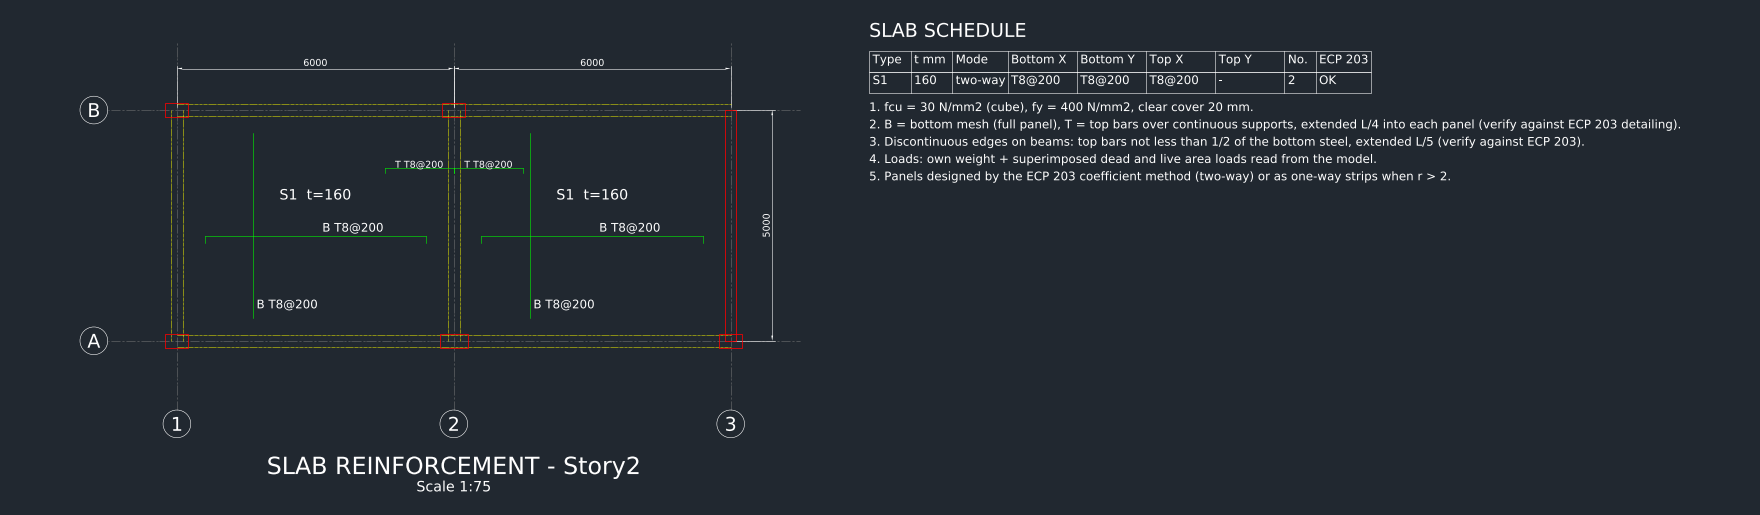 6000
6000
B
T T8@200
T T8@200
S1 t=160
S1 t=160
5000
B T8@200
B T8@200
B T8@200
B T8@200
A
1
2
3
SLAB REINFORCEMENT - Story2
Scale 1:75
SLAB SCHEDULE
Type t mm Mode Bottom X Bottom Y Top X Top Y No. ECP 203
S1 160 two-way T8@200 T8@200 T8@200 - 2 OK
1. fcu = 30 N/mm2 (cube), fy = 400 N/mm2, clear cover 20 mm.
2. B = bottom mesh (full panel), T = top bars over continuous supports, extended L/4 into each panel (verify against ECP 203 detailing).
3. Discontinuous edges on beams: top bars not less than 1/2 of the bottom steel, extended L/5 (verify against ECP 203).
4. Loads: own weight + superimposed dead and live area loads read from the model.
5. Panels designed by the ECP 203 coefficient method (two-way) or as one-way strips when r > 2.